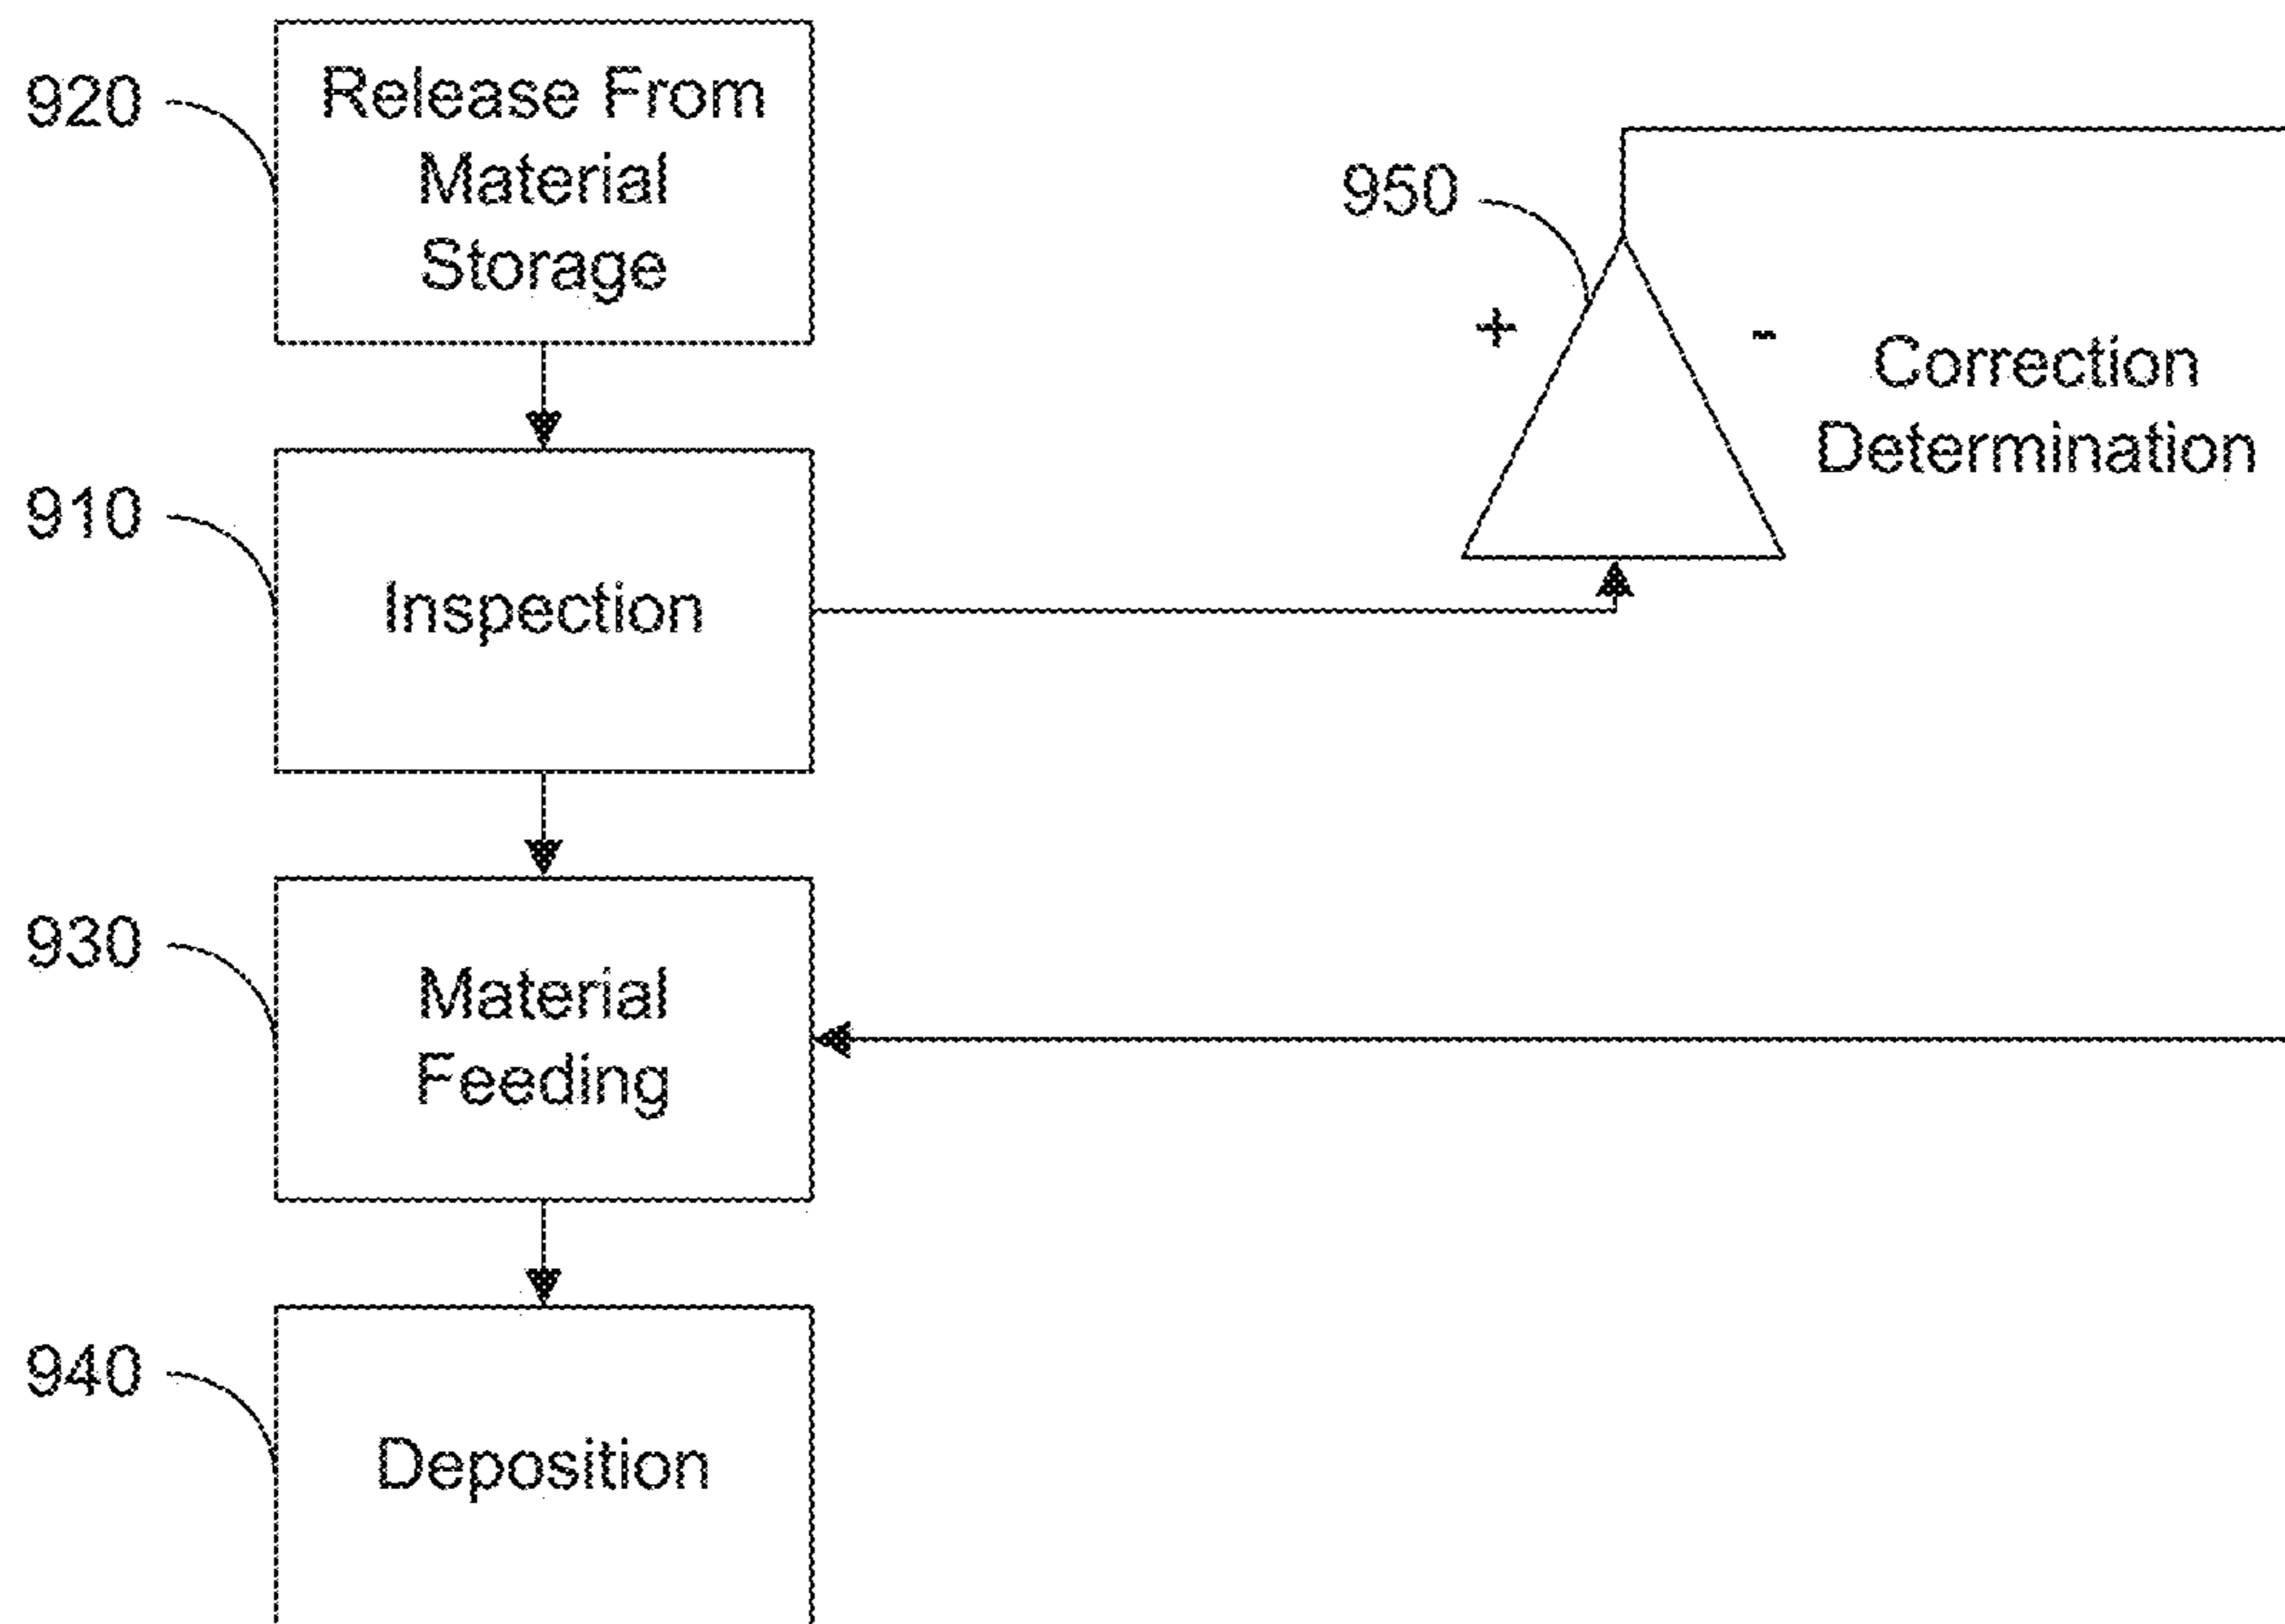 920
Release From
Material
Storage
950
+
-
Correction
Determination
910
Inspection
930
Material
Feeding
940
Deposition